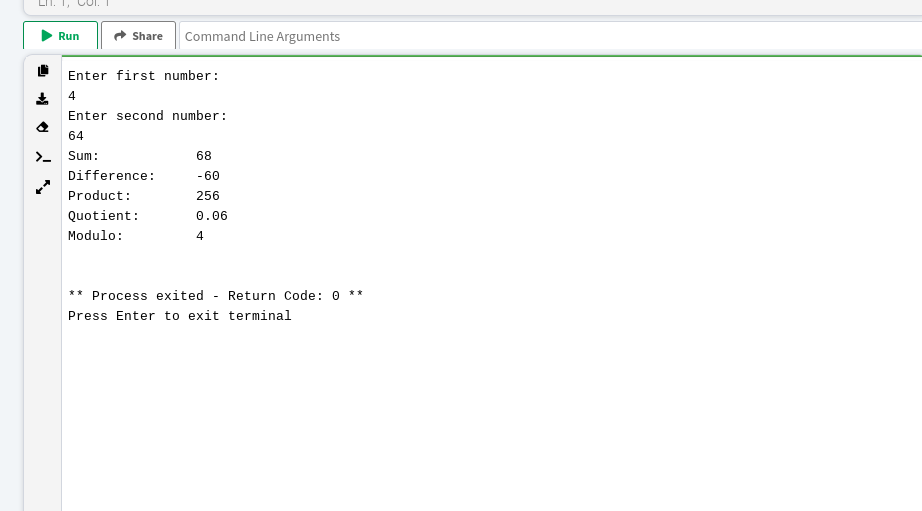 Ln: 1, Col: 1
Run Share Command Line Arguments
Enter first number:
4
Enter second number:
64
Sum: 68
Difference: -60
Product: 256
Quotient: 0.06
Modulo: 4
** Process exited - Return Code: 0 **
Press Enter to exit terminal